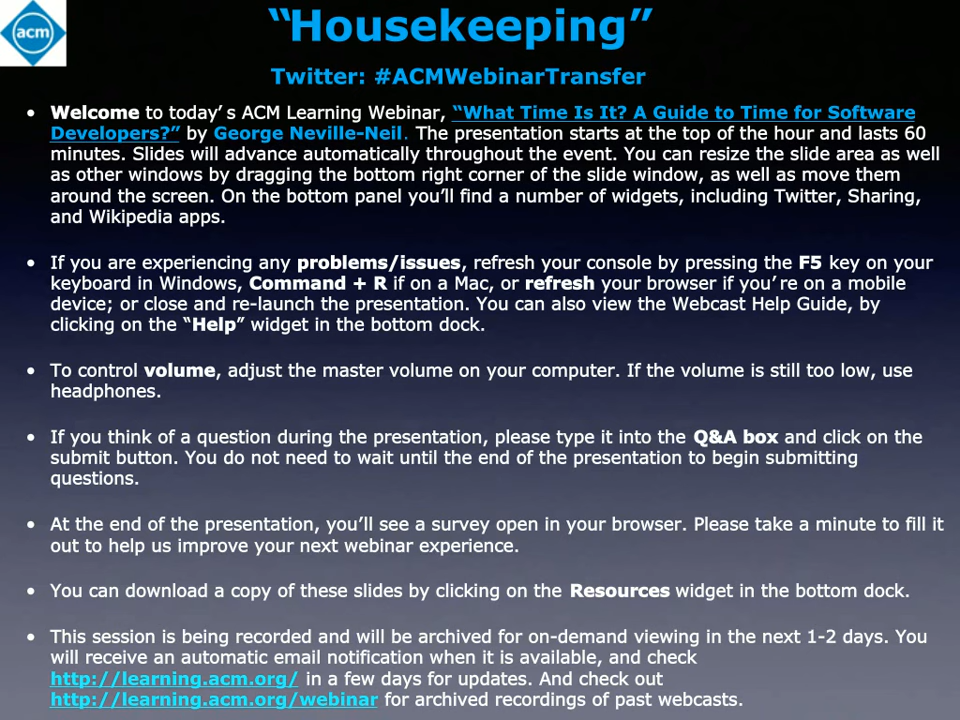 acm
“Housekeeping”
Twitter: #ACMWebinarTransfer
• Welcome to today’ s ACM Learning Webinar, “What Time Is It? A Guide to Time for Software
Developers?” by George Neville-Neil. The presentation starts at the top of the hour and lasts 60
minutes. Slides will advance automatically throughout the event. You can resize the slide area as well
as other windows by dragging the bottom right corner of the slide window, as well as move them
around the screen. On the bottom panel you’ll find a number of widgets, including Twitter, Sharing,
and Wikipedia apps.
• If you are experiencing any problems/issues, refresh your console by pressing the F5 key on your
keyboard in Windows, Command + R if on a Mac, or refresh your browser if you’ re on a mobile
device; or close and re-launch the presentation. You can also view the Webcast Help Guide, by
clicking on the “Help” widget in the bottom dock.
• To control volume, adjust the master volume on your computer. If the volume is still too low, use
headphones.
• If you think of a question during the presentation, please type it into the Q&A box and click on the
submit button. You do not need to wait until the end of the presentation to begin submitting
questions.
• At the end of the presentation, you’ll see a survey open in your browser. Please take a minute to fill it
out to help us improve your next webinar experience.
• You can download a copy of these slides by clicking on the Resources widget in the bottom dock.
• This session is being recorded and will be archived for on-demand viewing in the next 1-2 days. You
will receive an automatic email notification when it is available, and check
http://learning.acm.org/ in a few days for updates. And check out
http://learning.acm.org/webinar for archived recordings of past webcasts.